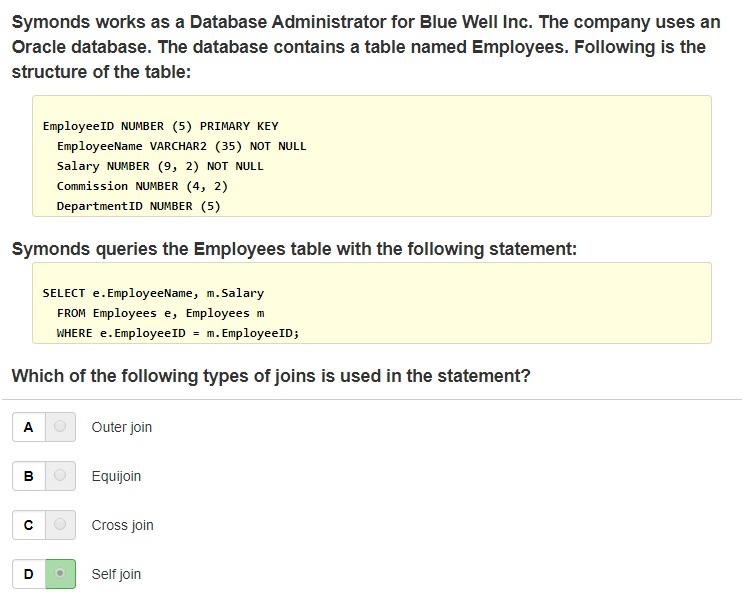 Symonds works as a Database Administrator for Blue Well Inc. The company uses an
Oracle database. The database contains a table named Employees. Following is the
structure of the table:
EmployeeID NUMBER (5) PRIMARY KEY
EmployeeName VARCHAR2 (35) NOT NULL
Salary NUMBER (9, 2) NOT NULL
Commission NUMBER (4, 2)
DepartmentID NUMBER (5)
Symonds queries the Employees table with the following statement:
SELECT e.EmployeeName, m.Salary
FROM Employees e, Employees m
WHERE e.EmployeeID = m.EmployeeID;
Which of the following types of joins is used in the statement?
A Outer join
B Equijoin
C Cross join
D Self join